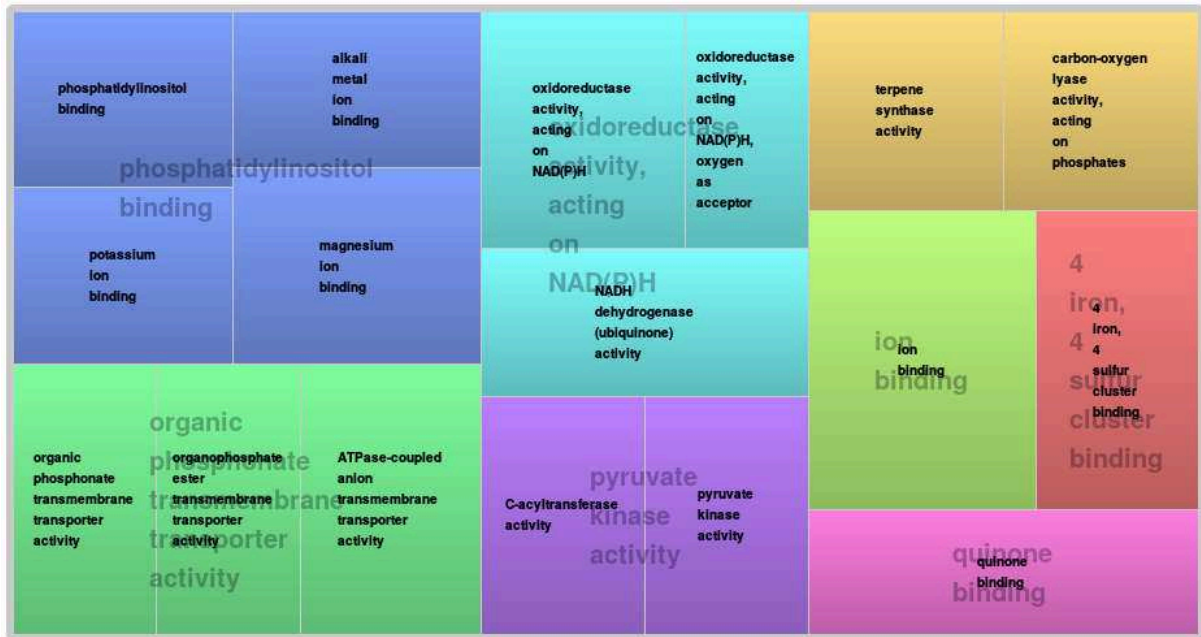 phosphatidylinositol
binding
phosphatidylinositol
binding
alkali
metal
ion
binding
potassium
ion
binding
magnesium
ion
binding
oxidoreductase
activity,
acting
on
NAD(P)H
oxidoreductase
activity,
acting
on
NAD(P)H
oxidoreductase
activity,
acting
on
NAD(P)H,
oxygen
as
acceptor
NADH
dehydrogenase
(ubiquinone)
activity
terpene
synthase
activity
carbon-oxygen
lyase
activity,
acting
on
phosphates
ion
binding
ion
binding
4
iron,
4
sulfur
cluster
binding
4
iron,
4
sulfur
cluster
binding
organic
phosphonate
transmembrane
transporter
activity
organic
phosphonate
transmembrane
transporter
activity
organophosphate
ester
transmembrane
transporter
activity
ATPase-coupled
anion
transmembrane
transporter
activity
pyruvate
kinase
activity
C-acyltransferase
activity
pyruvate
kinase
activity
quinone
binding
quinone
binding